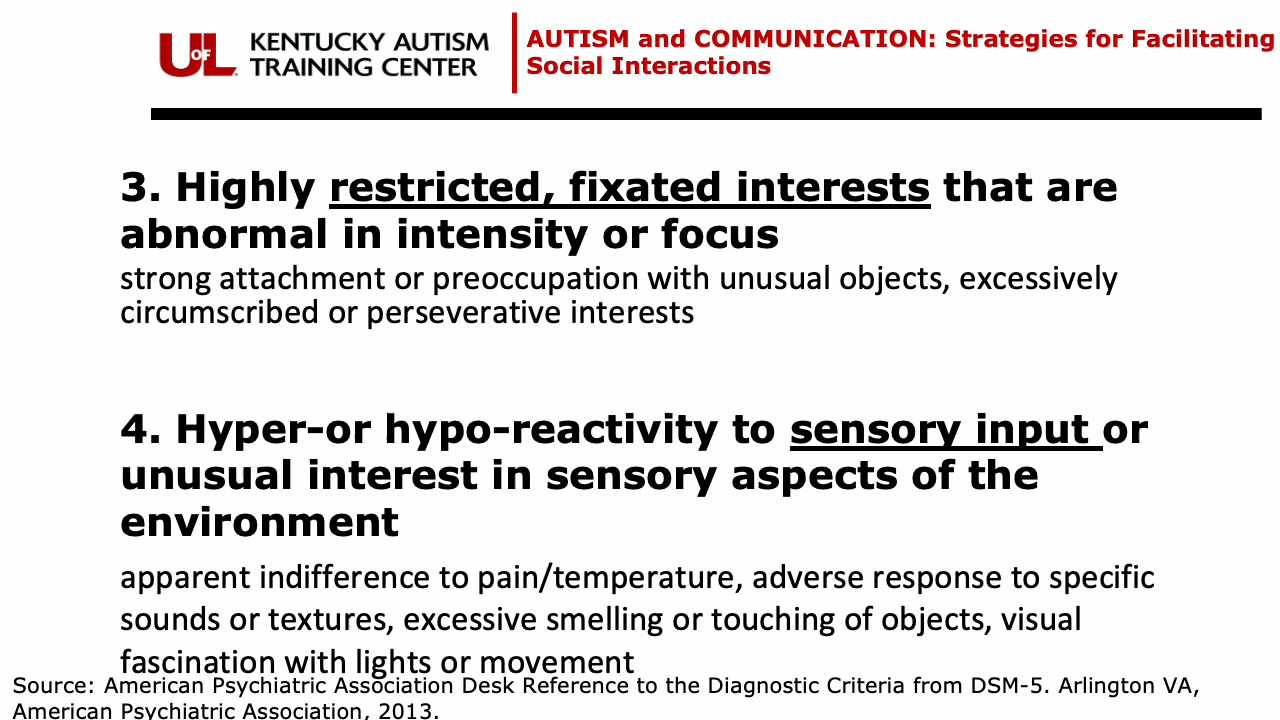 UofL KENTUCKY AUTISM
TRAINING CENTER
AUTISM and COMMUNICATION: Strategies for Facilitating
Social Interactions
3. Highly restricted, fixated interests that are
abnormal in intensity or focus
strong attachment or preoccupation with unusual objects, excessively
circumscribed or perseverative interests
4. Hyper-or hypo-reactivity to sensory input or
unusual interest in sensory aspects of the
environment
apparent indifference to pain/temperature, adverse response to specific
sounds or textures, excessive smelling or touching of objects, visual
fascination with lights or movement
Source: American Psychiatric Association Desk Reference to the Diagnostic Criteria from DSM-5. Arlington VA,
American Psychiatric Association, 2013.